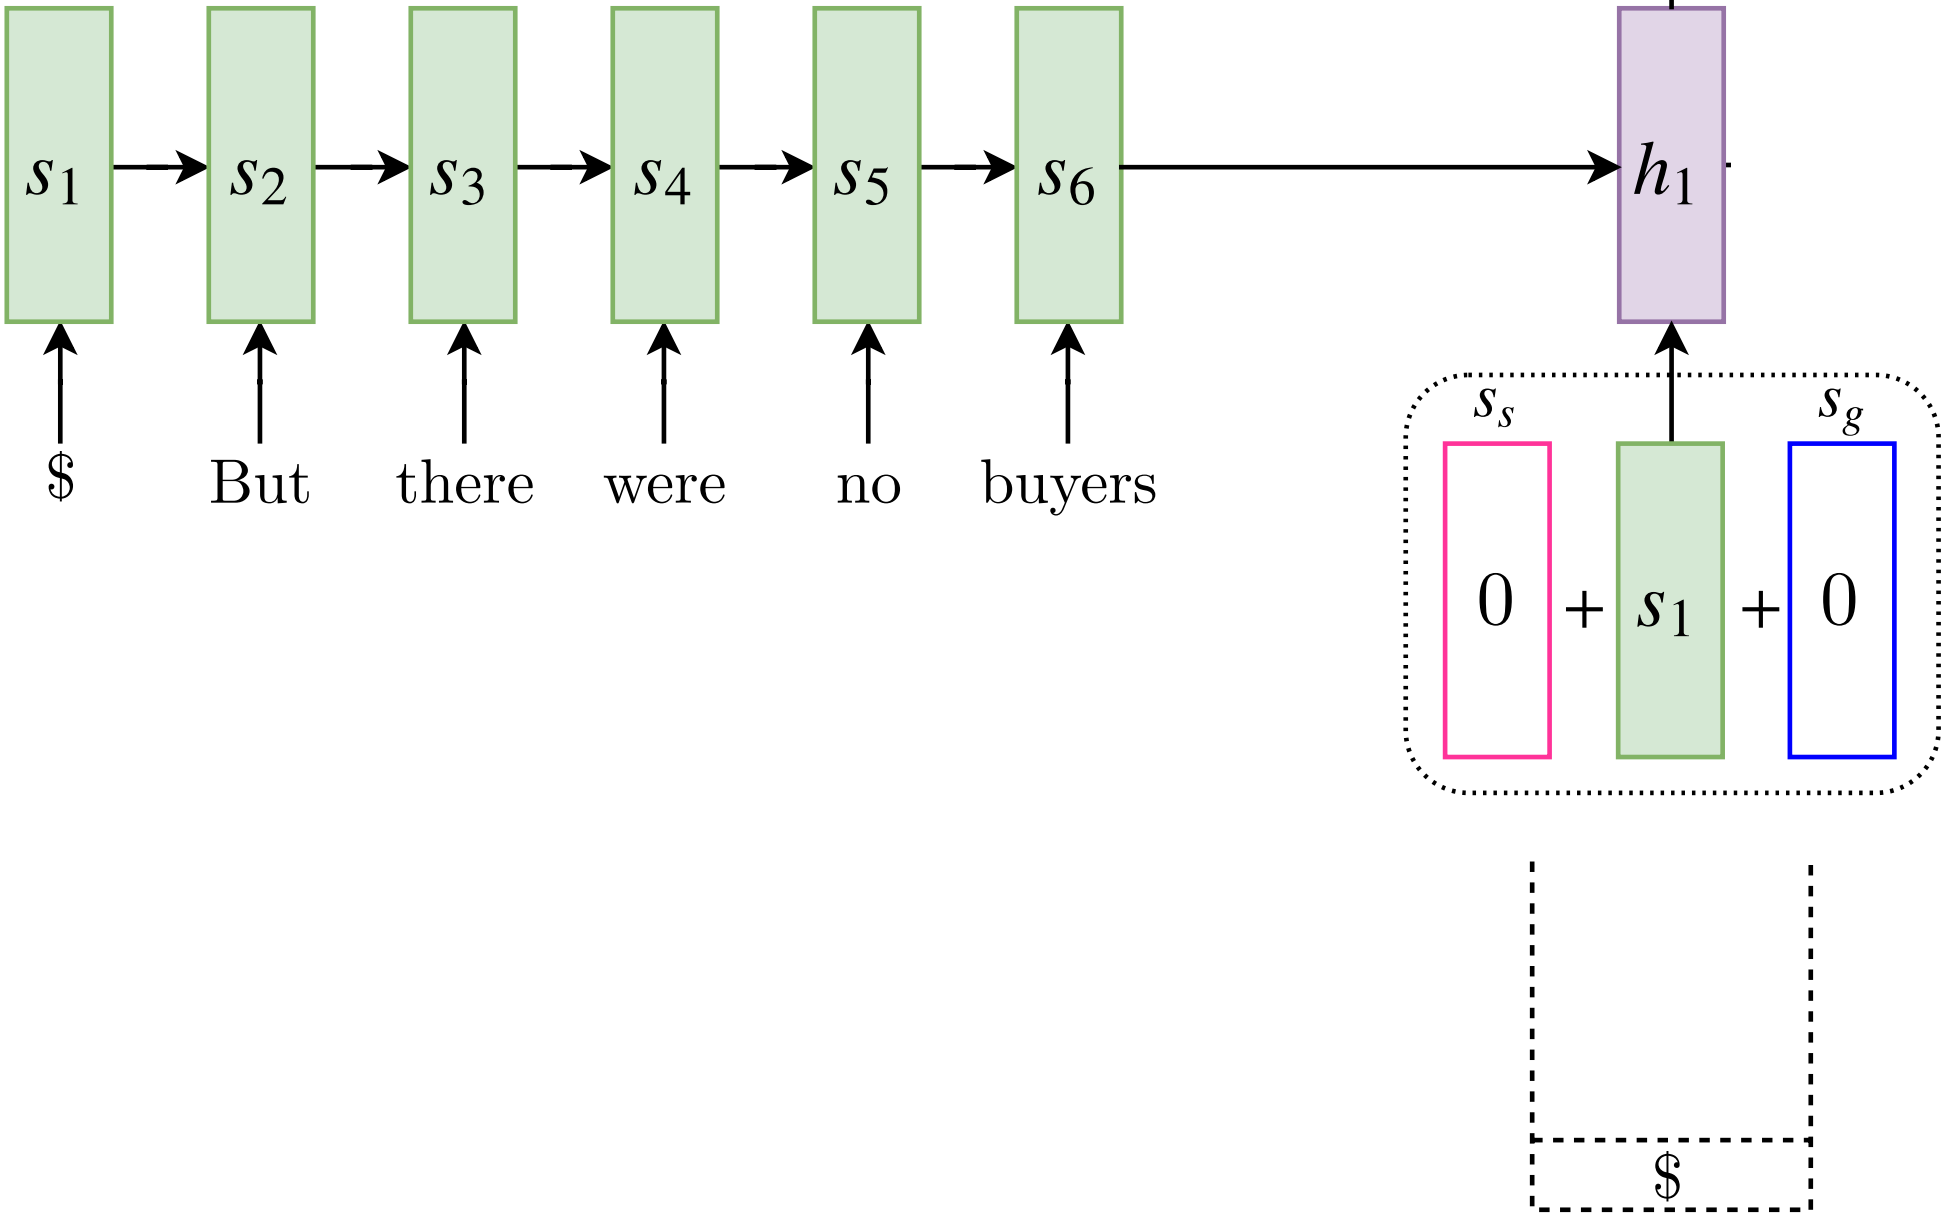 s1 s2 s3 s4 s5 s6 h1
$ But there were no buyers
ss sg
0 + s1 + 0
$